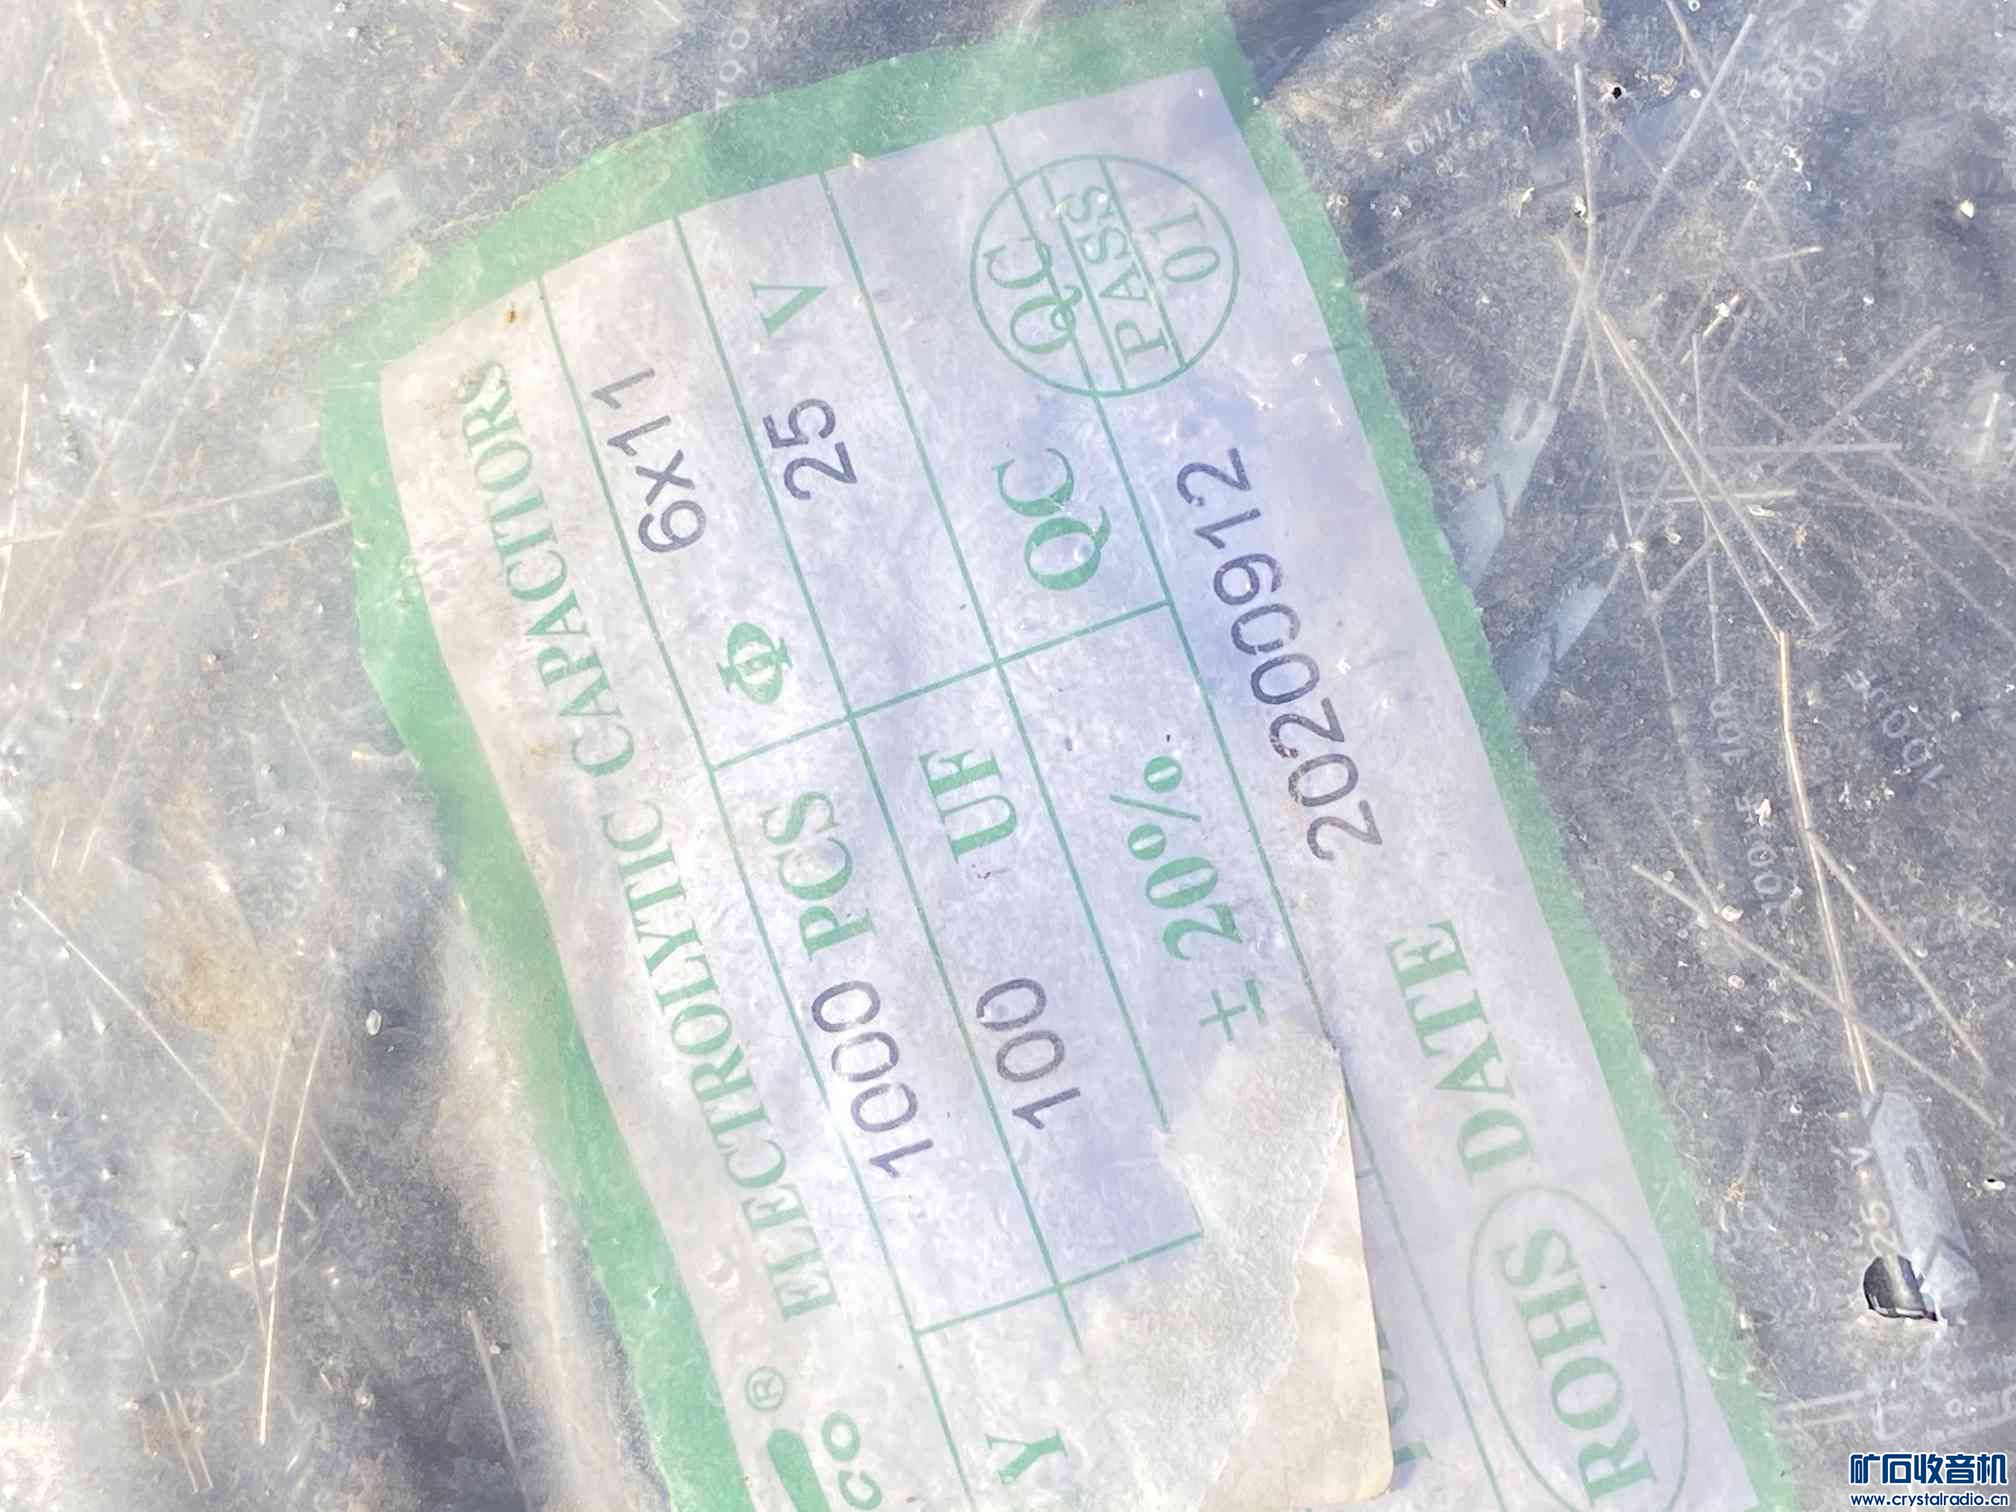 co ® ELECTROLYTIC CAPACITORS
Y 1000 PCS Φ 6x11
100 UF 25 V
± 20% QC QC PASS 01
ROHS DATE 20200912
25 V
矿石收音机
www.crystalradio.cn